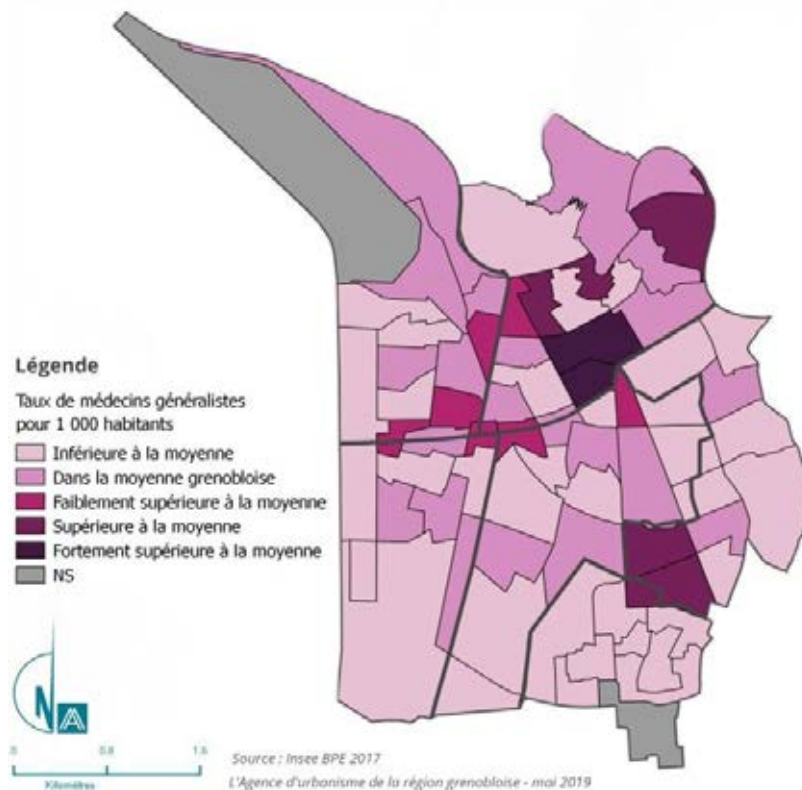 Légende
Taux de médecins généralistes
pour 1 000 habitants
Inférieure à la moyenne
Dans la moyenne grenobloise
Faiblement supérieure à la moyenne
Supérieure à la moyenne
Fortement supérieure à la moyenne
NS
N
0 0.8 1.6
Kilomètres
Source : Insee BPE 2017
L'Agence d'urbanisme de la région grenobloise - mai 2019